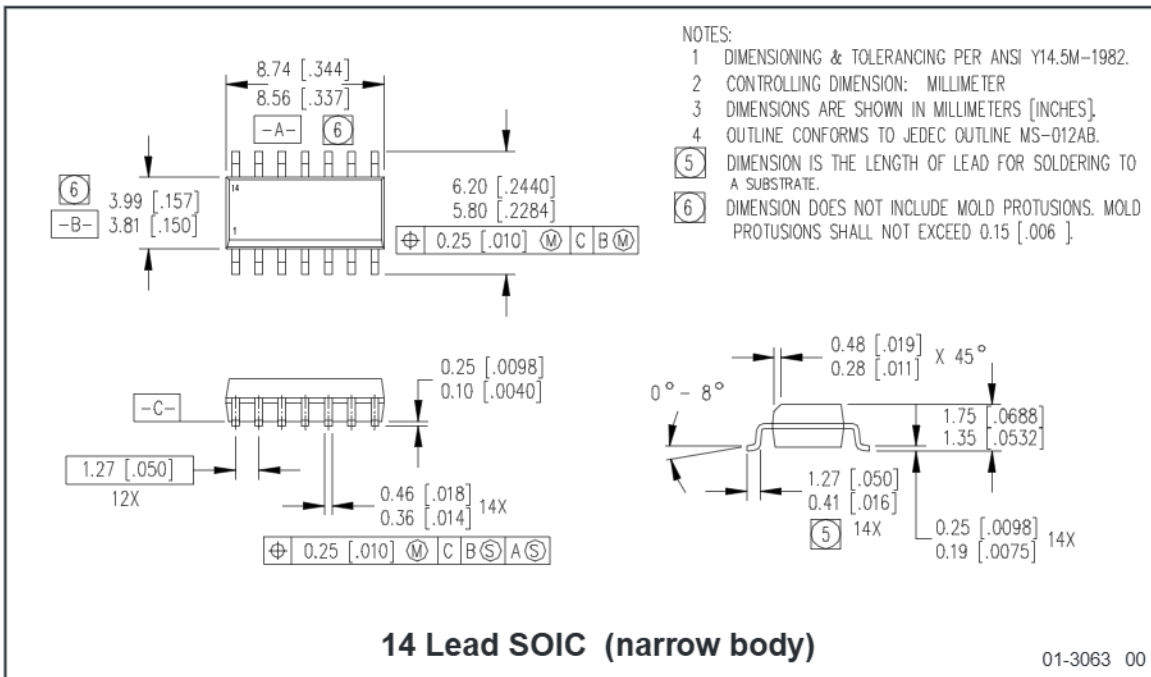 8.74 [.344]
8.56 [.337]
-A- 6
6
3.99 [.157]
-B- 3.81 [.150]
14
1
6.20 [.2440]
5.80 [.2284]
⌖ 0.25 [.010] Ⓜ C B Ⓜ
NOTES:
1 DIMENSIONING & TOLERANCING PER ANSI Y14.5M-1982.
2 CONTROLLING DIMENSION: MILLIMETER
3 DIMENSIONS ARE SHOWN IN MILLIMETERS [INCHES].
4 OUTLINE CONFORMS TO JEDEC OUTLINE MS-012AB.
5 DIMENSION IS THE LENGTH OF LEAD FOR SOLDERING TO
A SUBSTRATE.
6 DIMENSION DOES NOT INCLUDE MOLD PROTUSIONS. MOLD
PROTUSIONS SHALL NOT EXCEED 0.15 [.006 ].
-C-
0.25 [.0098]
0.10 [.0040]
1.27 [.050]
12X
0.46 [.018]
0.36 [.014] 14X
⌖ 0.25 [.010] Ⓜ C B Ⓢ A Ⓢ
0.48 [.019]
0.28 [.011] X 45°
0° - 8°
1.75 [.0688]
1.35 [.0532]
1.27 [.050]
0.41 [.016]
5 14X
0.25 [.0098]
0.19 [.0075] 14X
14 Lead SOIC (narrow body)
01-3063 00